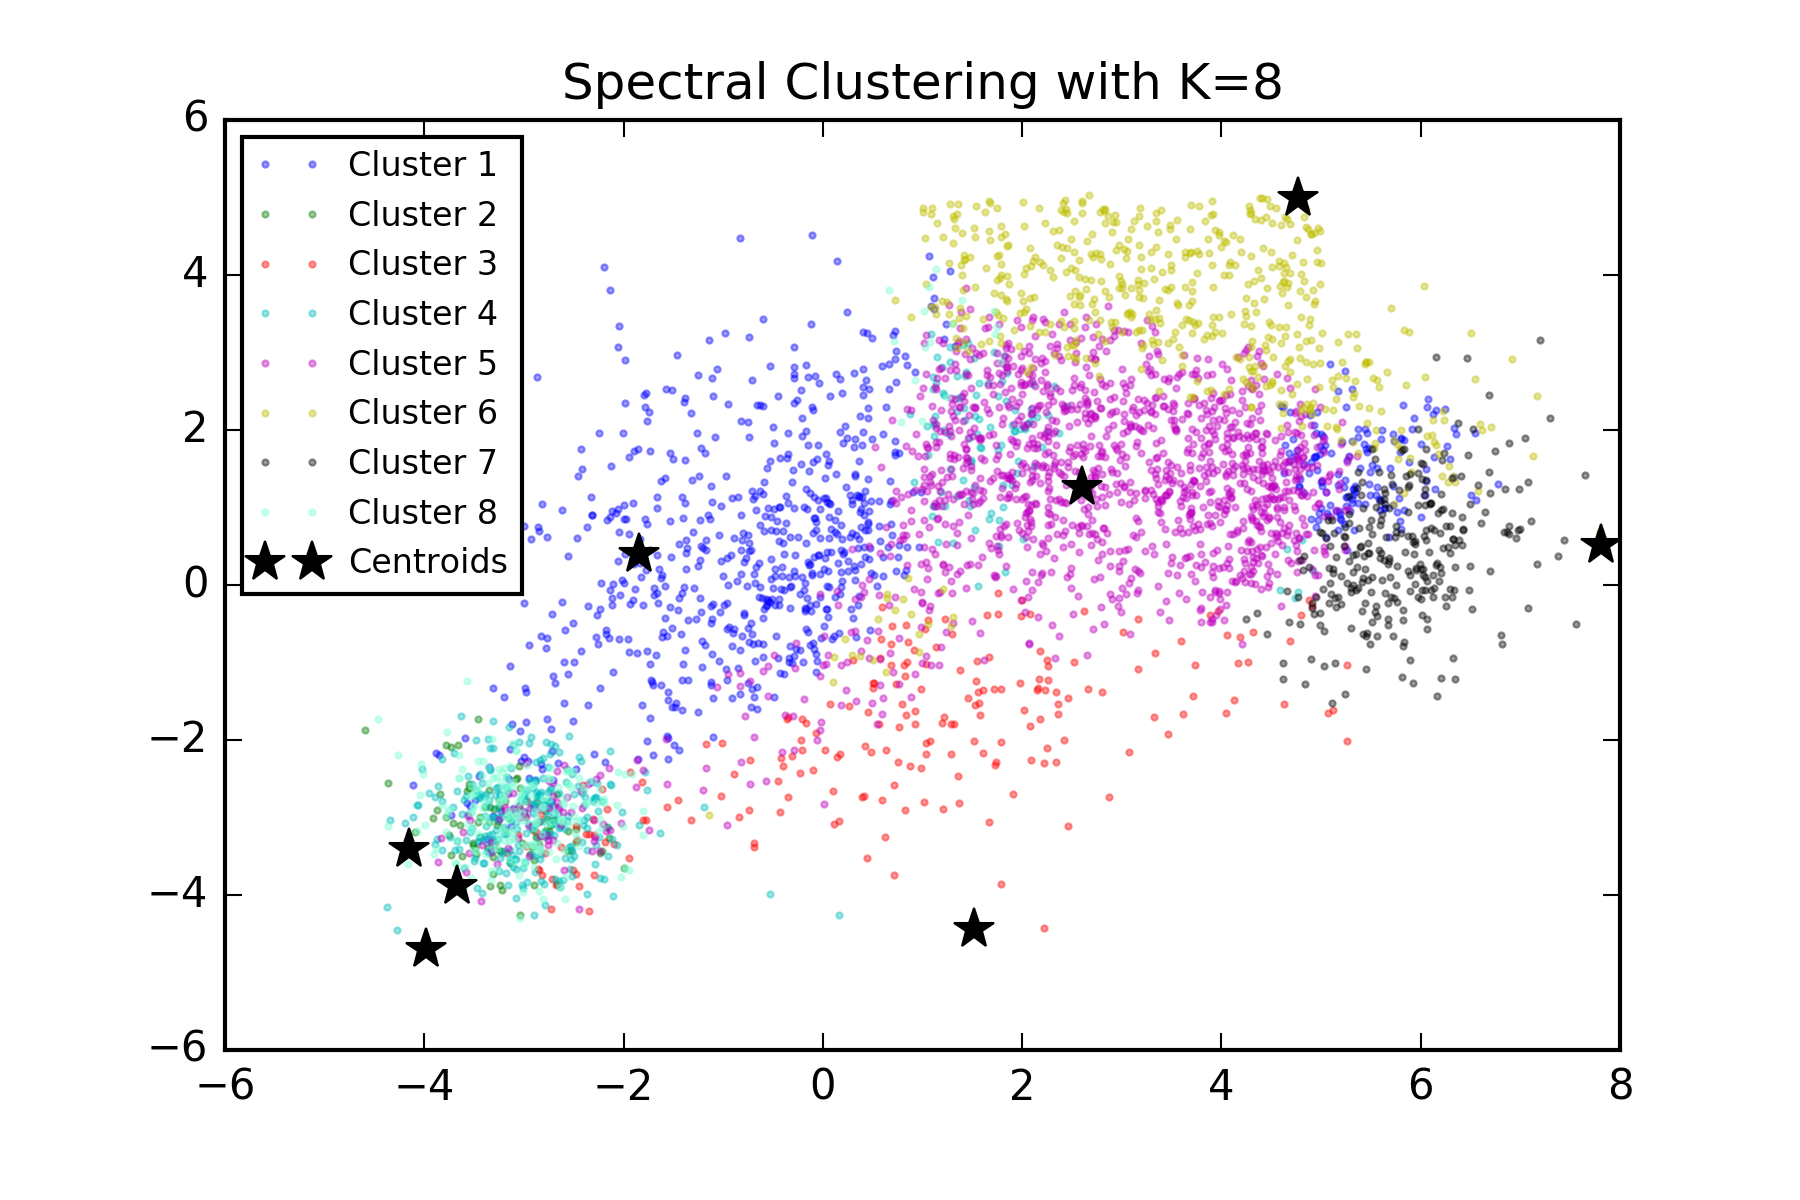 Spectral Clustering with K=8
6
4
2
0
−2
−4
−6
Cluster 1
Cluster 2
Cluster 3
Cluster 4
Cluster 5
Cluster 6
Cluster 7
Cluster 8
Centroids
−6 −4 −2 0 2 4 6 8